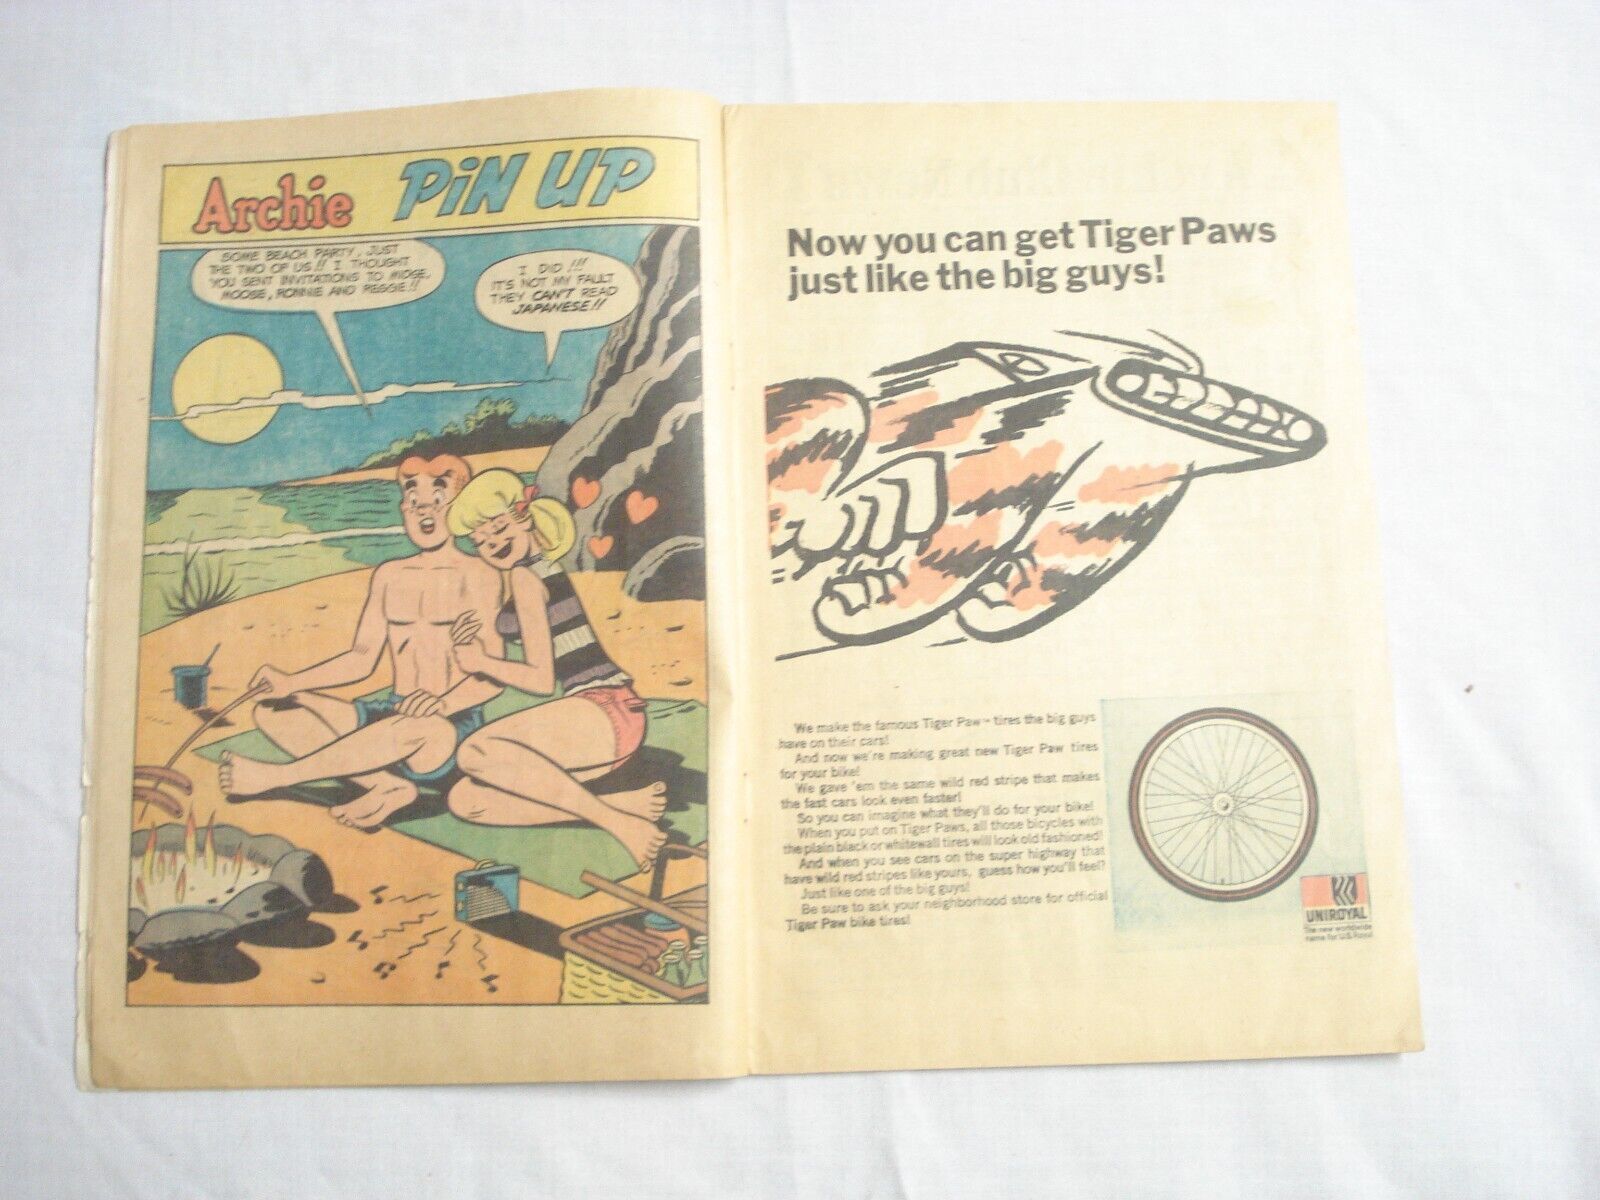 Archie PiN UP
SOME BEACH PARTY, JUST
THE TWO OF US!! I THOUGHT
YOU SENT INVITATIONS TO MIDGE,
MOOSE, RONNIE AND REGGIE!!
I DID!!!
IT'S NOT MY FAULT
THEY CAN'T READ
JAPANESE!!
Now you can get Tiger Paws
just like the big guys!
We make the famous Tiger Paw™ tires the big guys
have on their cars!
And now we're making great new Tiger Paw tires
for your bike!
We gave 'em the same wild red stripe that makes
the fast cars look even faster!
So you can imagine what they'll do for your bike!
When you put on Tiger Paws, all those bicycles with
the plain black or whitewall tires will look old fashioned!
And when you see cars on the super highway that
have wild red stripes like yours, guess how you'll feel?
Just like one of the big guys!
Be sure to ask your neighborhood store for official
Tiger Paw bike tires!
UNIROYAL
The new worldwide
name for U.S. Royal